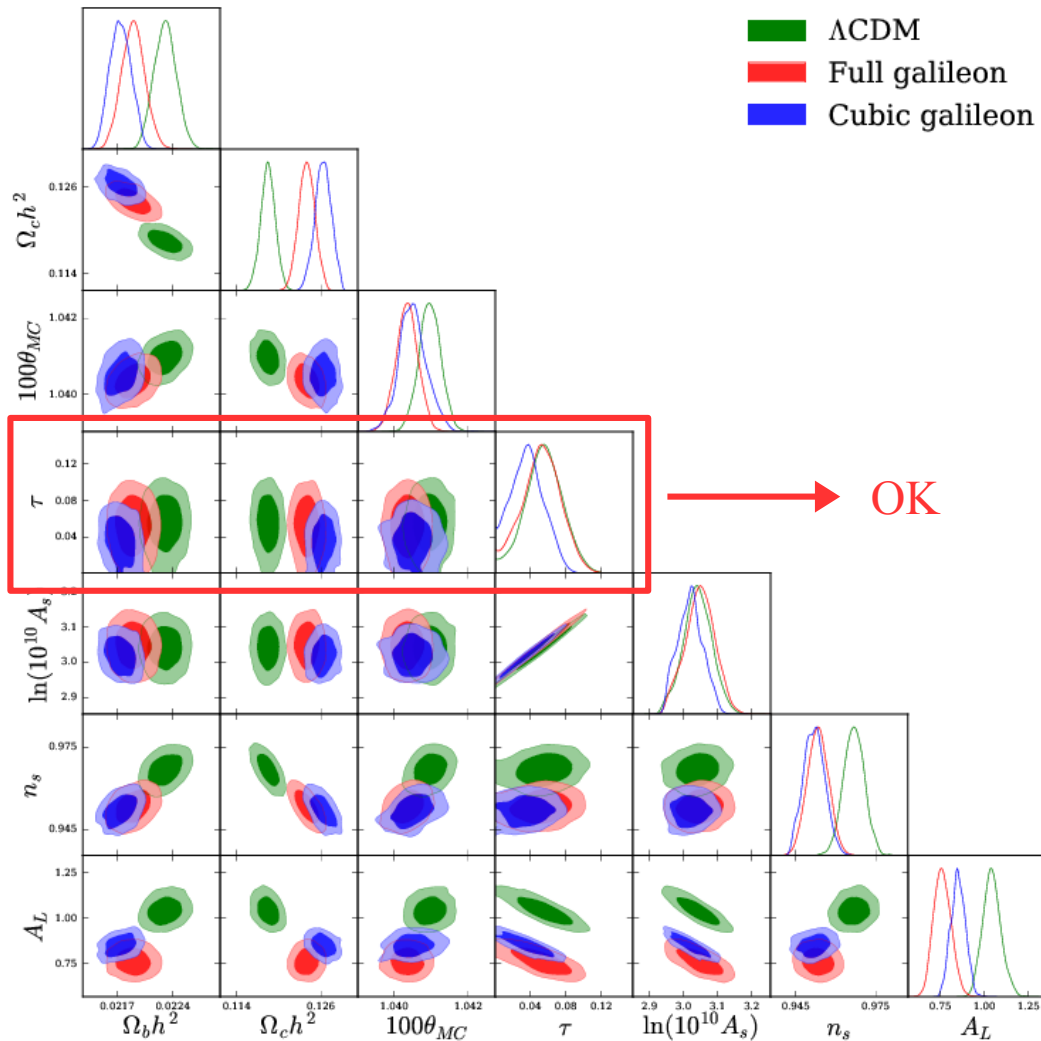 ΛCDM
Full galileon
Cubic galileon
Ω_c h^2
0.126
0.114
100θ_MC
1.042
1.040
τ
0.12
0.08
0.04
OK
ln(10^10 A_s)
3.1
3.0
2.9
n_s
0.975
0.945
A_L
1.25
1.00
0.75
0.0217 0.0224 0.114 0.126 1.040 1.042 0.04 0.08 0.12 2.9 3.0 3.1 3.2 0.945 0.975 0.75 1.00 1.25
Ω_b h^2 Ω_c h^2 100θ_MC τ ln(10^10 A_s) n_s A_L